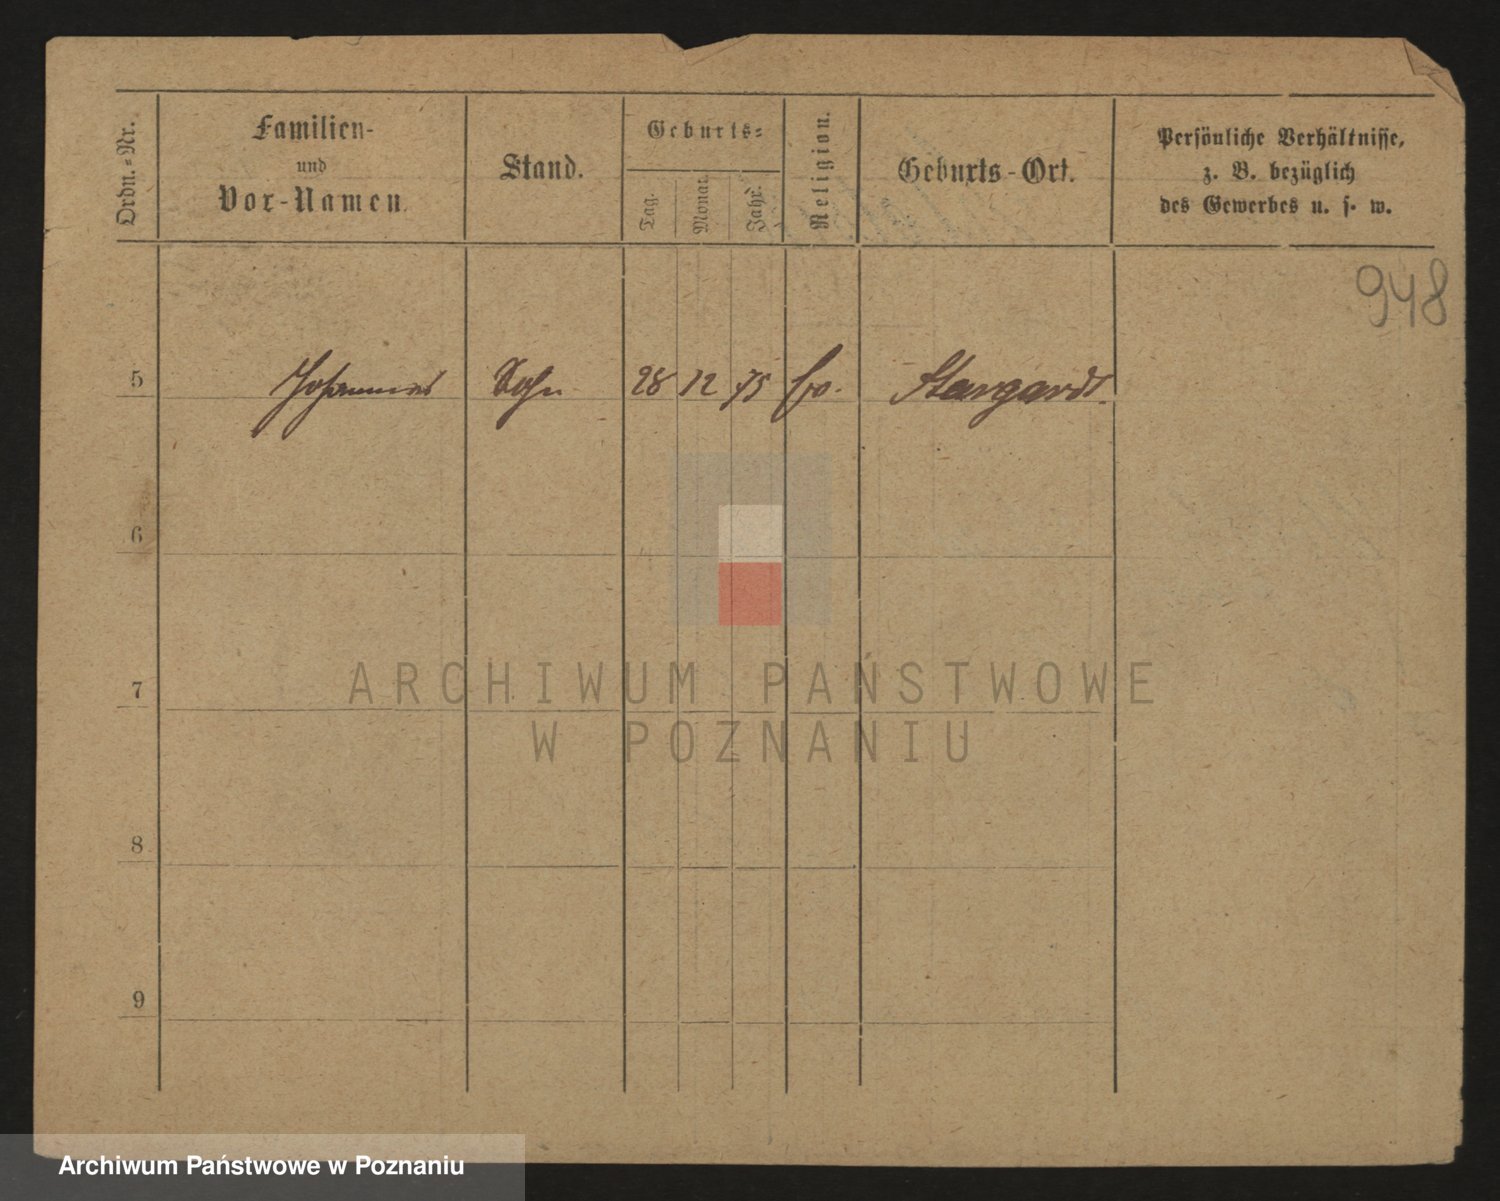 Ordn.-Nr.
Familien-
und
Vor-Namen.
Stand.
Geburts-
Tag.
Monat.
Jahr.
Religion.
Geburts-Ort.
Persönliche Verhältnisse,
z. B. bezüglich
des Gewerbes u. s. w.
948
5 Johannes Sohn 28 12 75 Stargardt.
6
7
8
9
ARCHIWUM PAŃSTWOWE
W POZNANIU
Archiwum Państwowe w Poznaniu